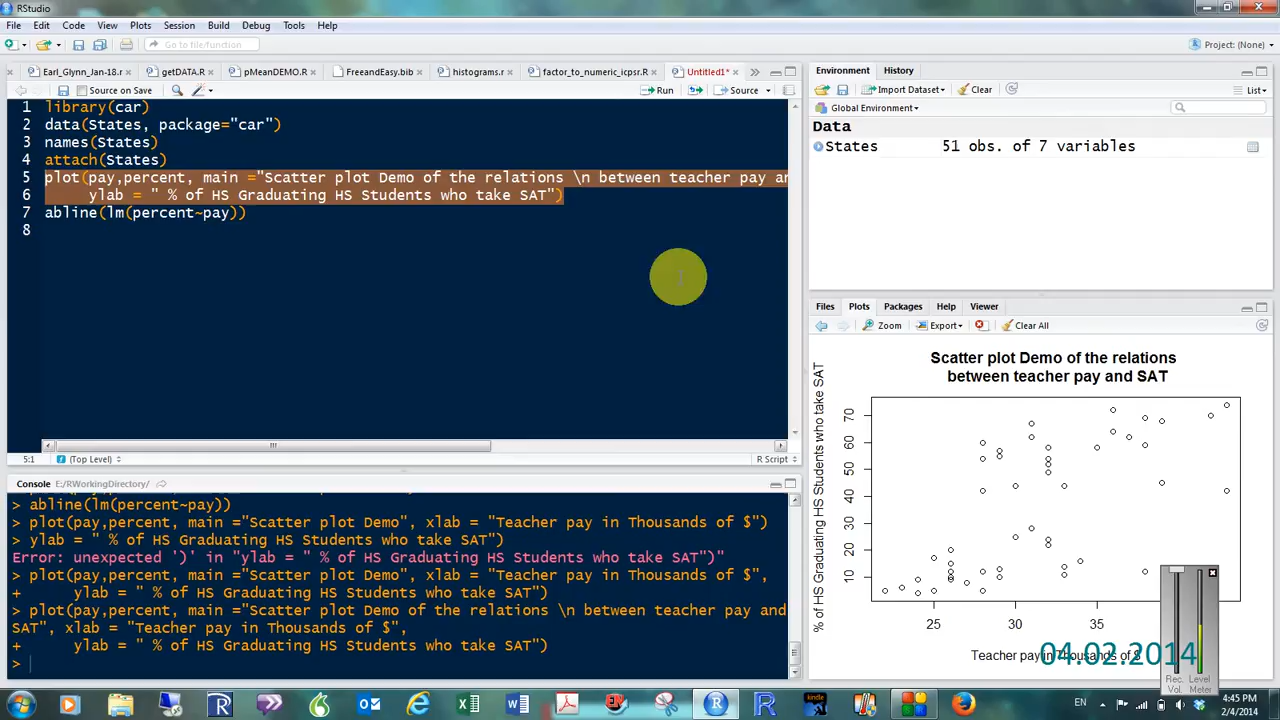 RStudio
File Edit Code View Plots Session Build Debug Tools Help
Go to file/function
Project: (None)
Earl_Glynn_Jan-18.r getDATA.R pMeanDEMO.R FreeandEasy.bib histograms.r factor_to_numeric_icpsr.R Untitled1*
Source on Save Run Source
1 library(car)
2 data(States, package="car")
3 names(States)
4 attach(States)
5 plot(pay,percent, main ="Scatter plot Demo of the relations \n between teacher pay an
6 ylab = " % of HS Graduating HS Students who take SAT")
7 abline(lm(percent~pay))
8
5:1 (Top Level) R Script
Console E:/RWorkingDirectory/
> abline(lm(percent~pay))
> plot(pay,percent, main ="Scatter plot Demo", xlab = "Teacher pay in Thousands of $")
> ylab = " % of HS Graduating HS Students who take SAT")
Error: unexpected ')' in "ylab = " % of HS Graduating HS Students who take SAT")"
> plot(pay,percent, main ="Scatter plot Demo", xlab = "Teacher pay in Thousands of $",
+ ylab = " % of HS Graduating HS Students who take SAT")
> plot(pay,percent, main ="Scatter plot Demo of the relations \n between teacher pay and
SAT", xlab = "Teacher pay in Thousands of $",
+ ylab = " % of HS Graduating HS Students who take SAT")
>
Environment History
Import Dataset Clear List
Global Environment
Data
States 51 obs. of 7 variables
Files Plots Packages Help Viewer
Zoom Export Clear All
Scatter plot Demo of the relations
between teacher pay and SAT
% of HS Graduating HS Students who take SAT
70
60
50
40
30
20
10
25 30 35
Teacher pay in Thousands of $
04.02.2014
Rec. Level
Vol. Meter
EN 4:45 PM
2/4/2014